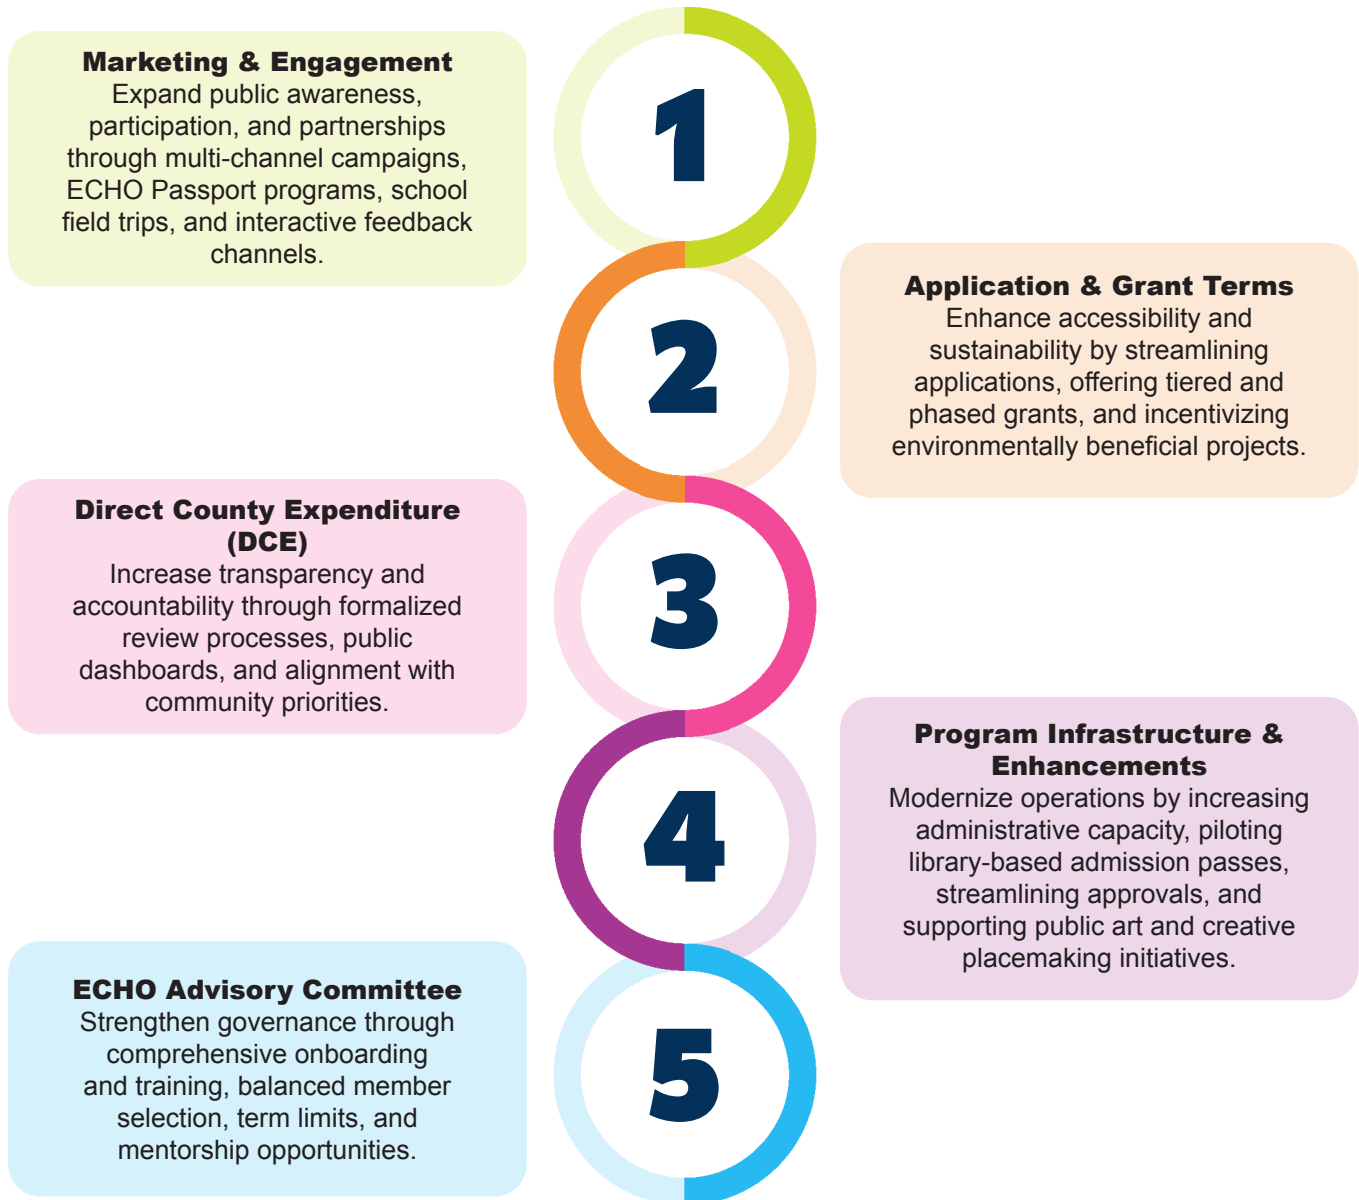 Marketing & Engagement
Expand public awareness,
participation, and partnerships
through multi-channel campaigns,
ECHO Passport programs, school
field trips, and interactive feedback
channels.
1
2
Application & Grant Terms
Enhance accessibility and
sustainability by streamlining
applications, offering tiered and
phased grants, and incentivizing
environmentally beneficial projects.
Direct County Expenditure
(DCE)
Increase transparency and
accountability through formalized
review processes, public
dashboards, and alignment with
community priorities.
3
4
Program Infrastructure &
Enhancements
Modernize operations by increasing
administrative capacity, piloting
library-based admission passes,
streamlining approvals, and
supporting public art and creative
placemaking initiatives.
ECHO Advisory Committee
Strengthen governance through
comprehensive onboarding
and training, balanced member
selection, term limits, and
mentorship opportunities.
5